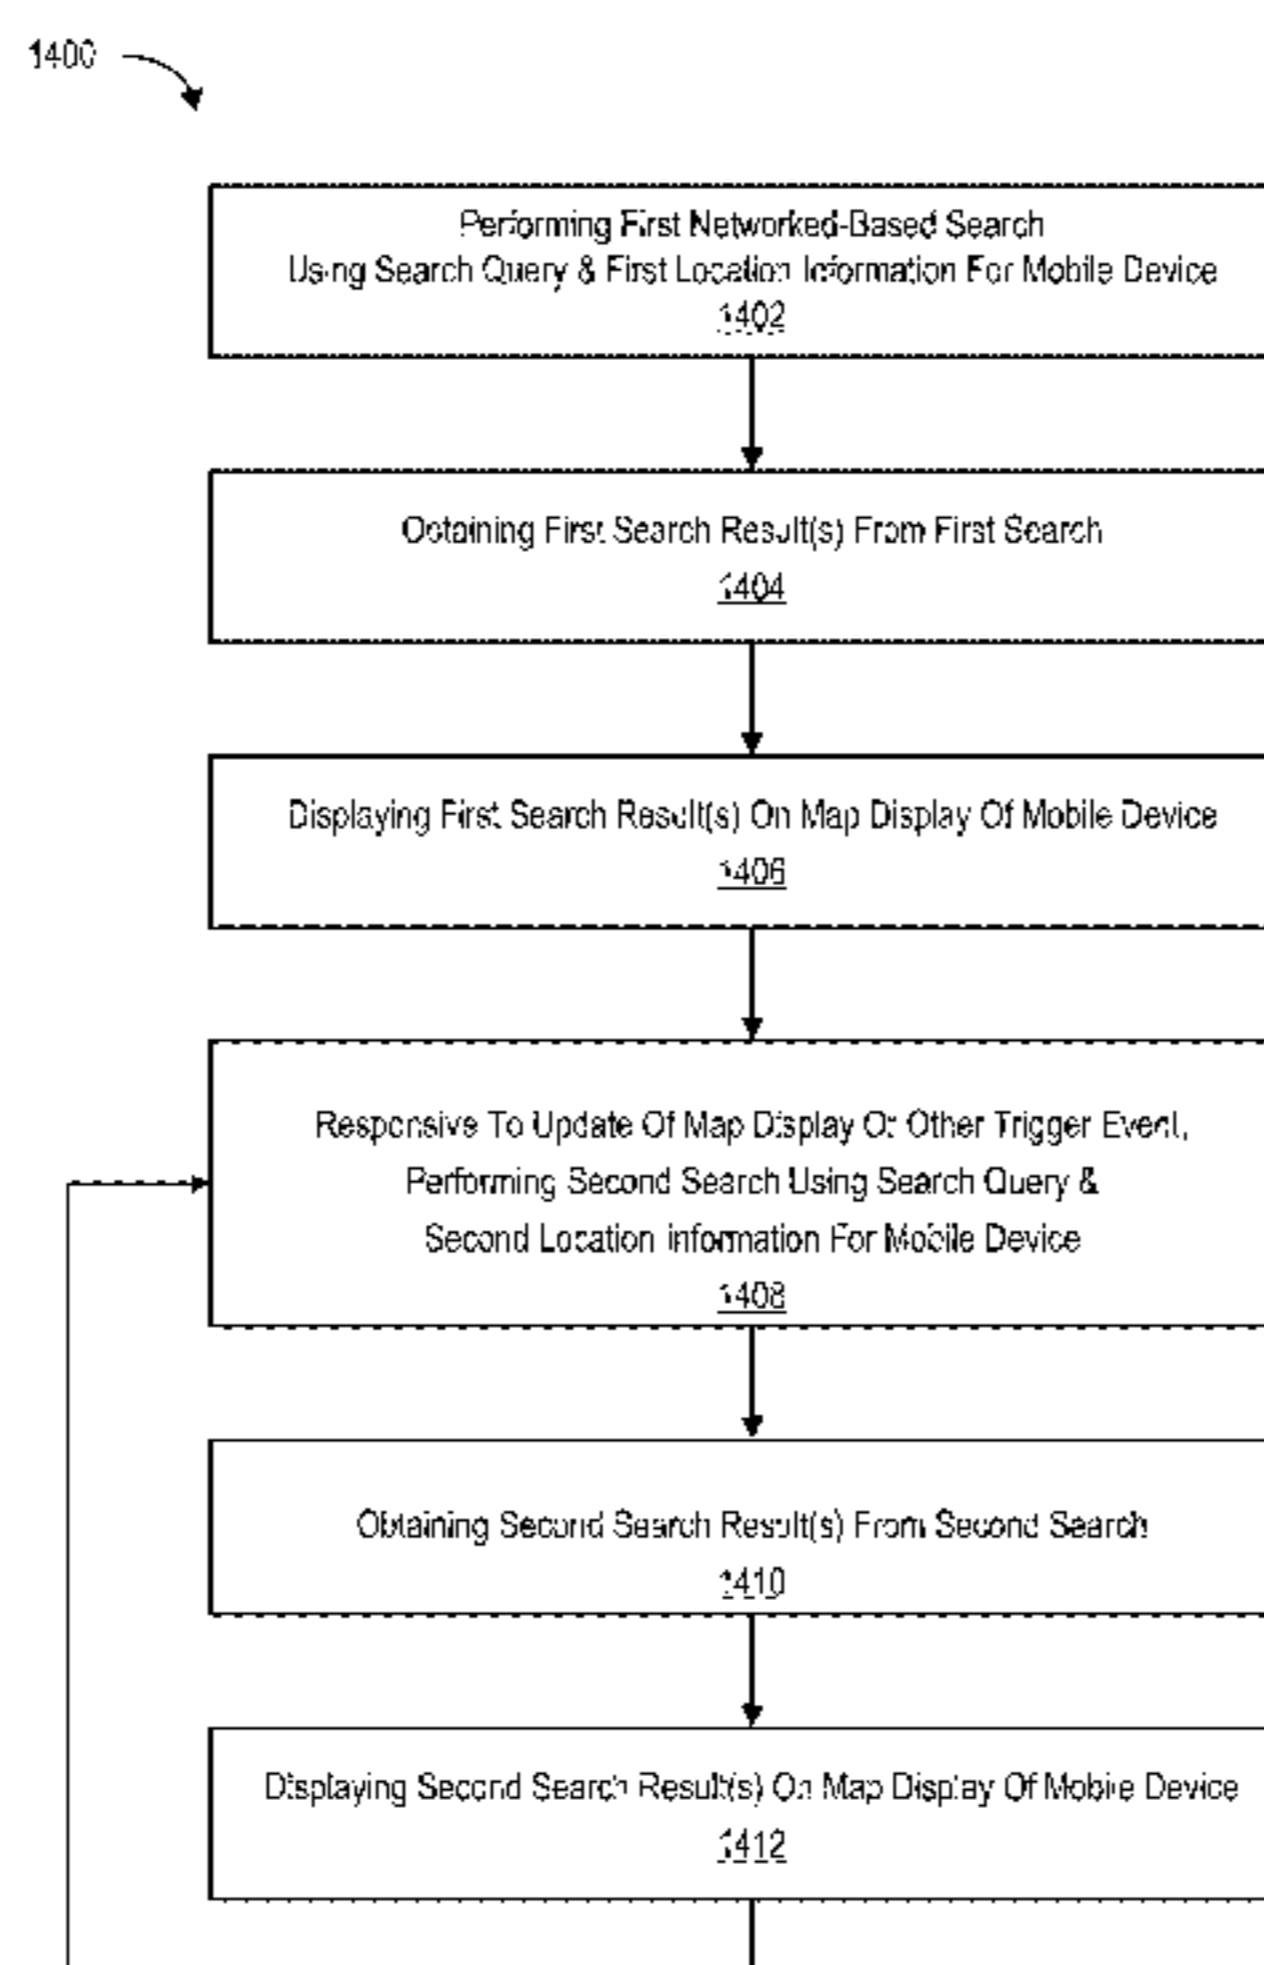 1400
Performing First Networked-Based Search
Using Search Query & First Location Information For Mobile Device
1402
Obtaining First Search Result(s) From First Search
1404
Displaying First Search Result(s) On Map Display Of Mobile Device
1406
Responsive To Update Of Map Display Or Other Trigger Event,
Performing Second Search Using Search Query &
Second Location Information For Mobile Device
1408
Obtaining Second Search Result(s) From Second Search
1410
Displaying Second Search Result(s) On Map Display Of Mobile Device
1412